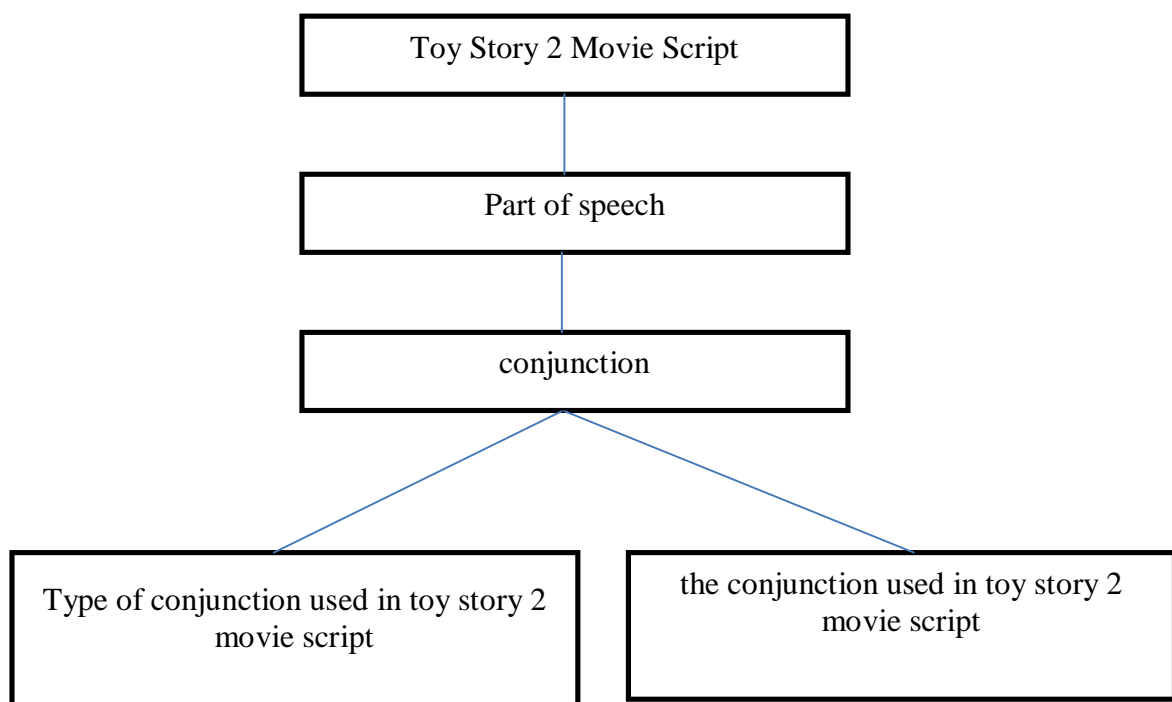 Toy Story 2 Movie Script
Part of speech
conjunction
Type of conjunction used in toy story 2
movie script
the conjunction used in toy story 2
movie script